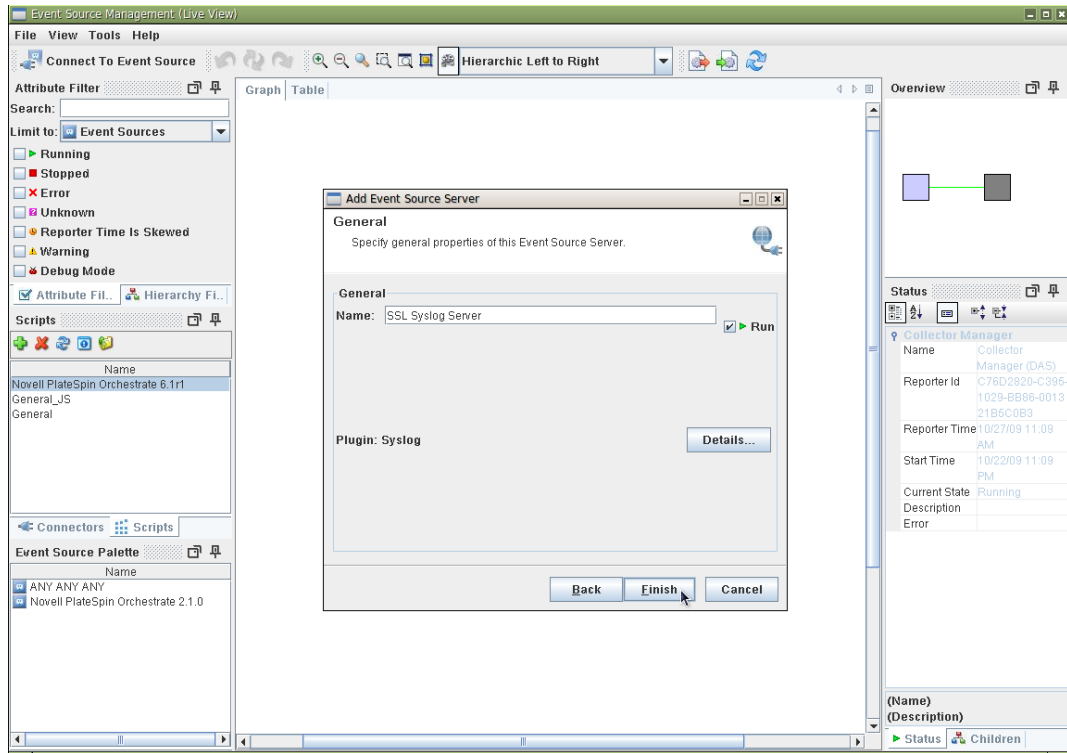 Event Source Management (Live View)
File View Tools Help
Connect To Event Source
Hierarchic Left to Right
Attribute Filter
Search:
Limit to: Event Sources
Running
Stopped
Error
Unknown
Reporter Time Is Skewed
Warning
Debug Mode
Attribute Fil.. Hierarchy Fi..
Scripts
Name
Novell PlateSpin Orchestrate 6.1r1
General_JS
General
Connectors Scripts
Event Source Palette
Name
ANY ANY ANY
Novell PlateSpin Orchestrate 2.1.0
Graph Table
Add Event Source Server
General
Specify general properties of this Event Source Server.
General
Name: SSL Syslog Server
Run
Plugin: Syslog
Details...
Back Finish Cancel
Overview
Status
Collector Manager
Name Collector
Manager (DAS)
Reporter Id C76D2820-C395-
1029-BB86-0013
21B5C0B3
Reporter Time 10/27/09 11:09
AM
Start Time 10/22/09 11:09
PM
Current State Running
Description
Error
(Name)
(Description)
Status Children